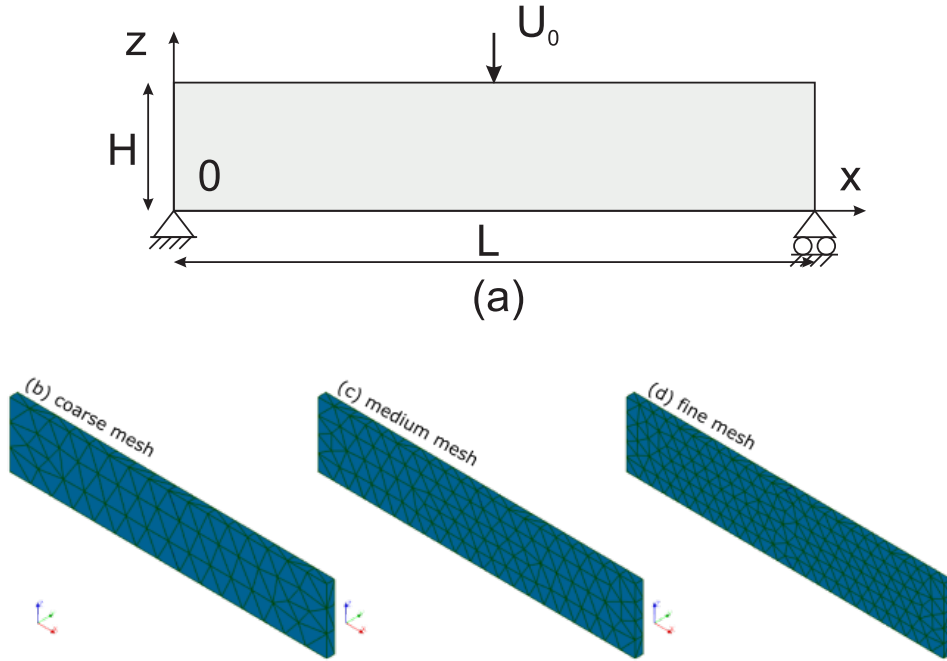 z
U₀
H
0
x
L
(a)
(b) coarse mesh
(c) medium mesh
(d) fine mesh